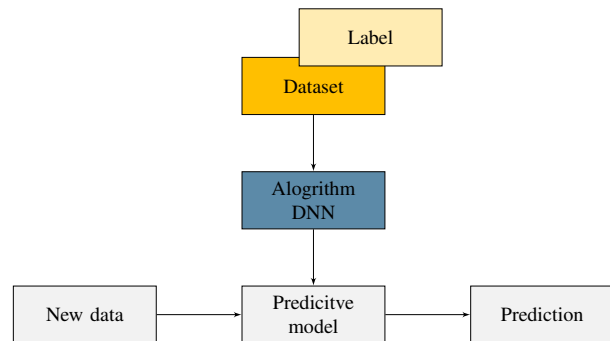 Label
Dataset
Alogrithm
DNN
New data
Predicitve
model
Prediction